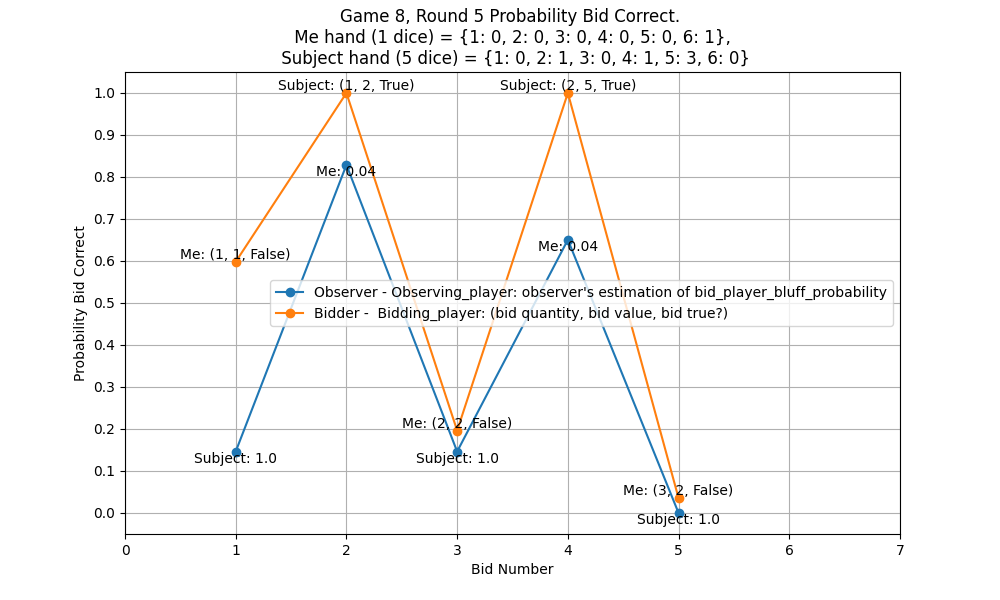 Game 8, Round 5 Probability Bid Correct.
Me hand (1 dice) = {1: 0, 2: 0, 3: 0, 4: 0, 5: 0, 6: 1},
Subject hand (5 dice) = {1: 0, 2: 1, 3: 0, 4: 1, 5: 3, 6: 0}
Probability Bid Correct
1.0
0.9
0.8
0.7
0.6
0.5
0.4
0.3
0.2
0.1
0.0
Subject: (1, 2, True)
Subject: (2, 5, True)
Me: 0.04
Me: (1, 1, False)
Me: 0.04
Observer - Observing_player: observer's estimation of bid_player_bluff_probability
Bidder -  Bidding_player: (bid quantity, bid value, bid true?)
Me: (2, 2, False)
Subject: 1.0
Subject: 1.0
Me: (3, 2, False)
Subject: 1.0
0 1 2 3 4 5 6 7
Bid Number